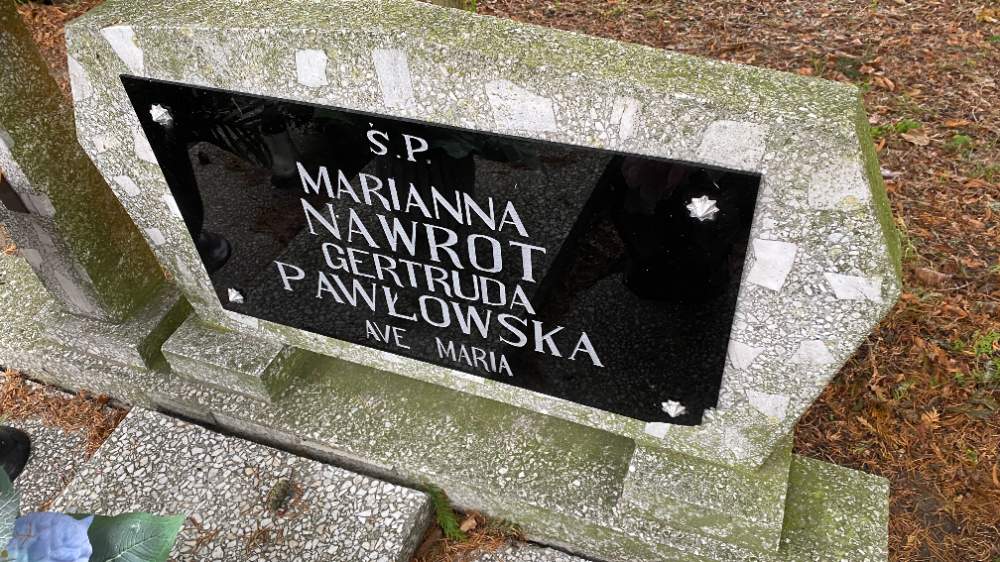 Ś.P.
MARIANNA
NAWROT
GERTRUDA
PAWŁOWSKA
AVE MARIA